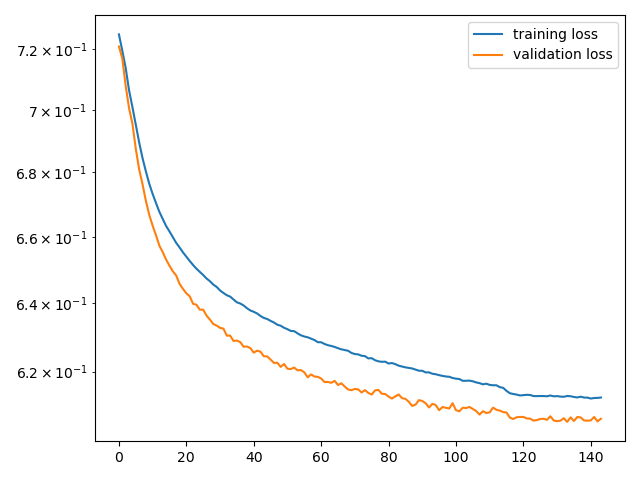 training loss
validation loss
7.2 × 10⁻¹
7 × 10⁻¹
6.8 × 10⁻¹
6.6 × 10⁻¹
6.4 × 10⁻¹
6.2 × 10⁻¹
0 20 40 60 80 100 120 140